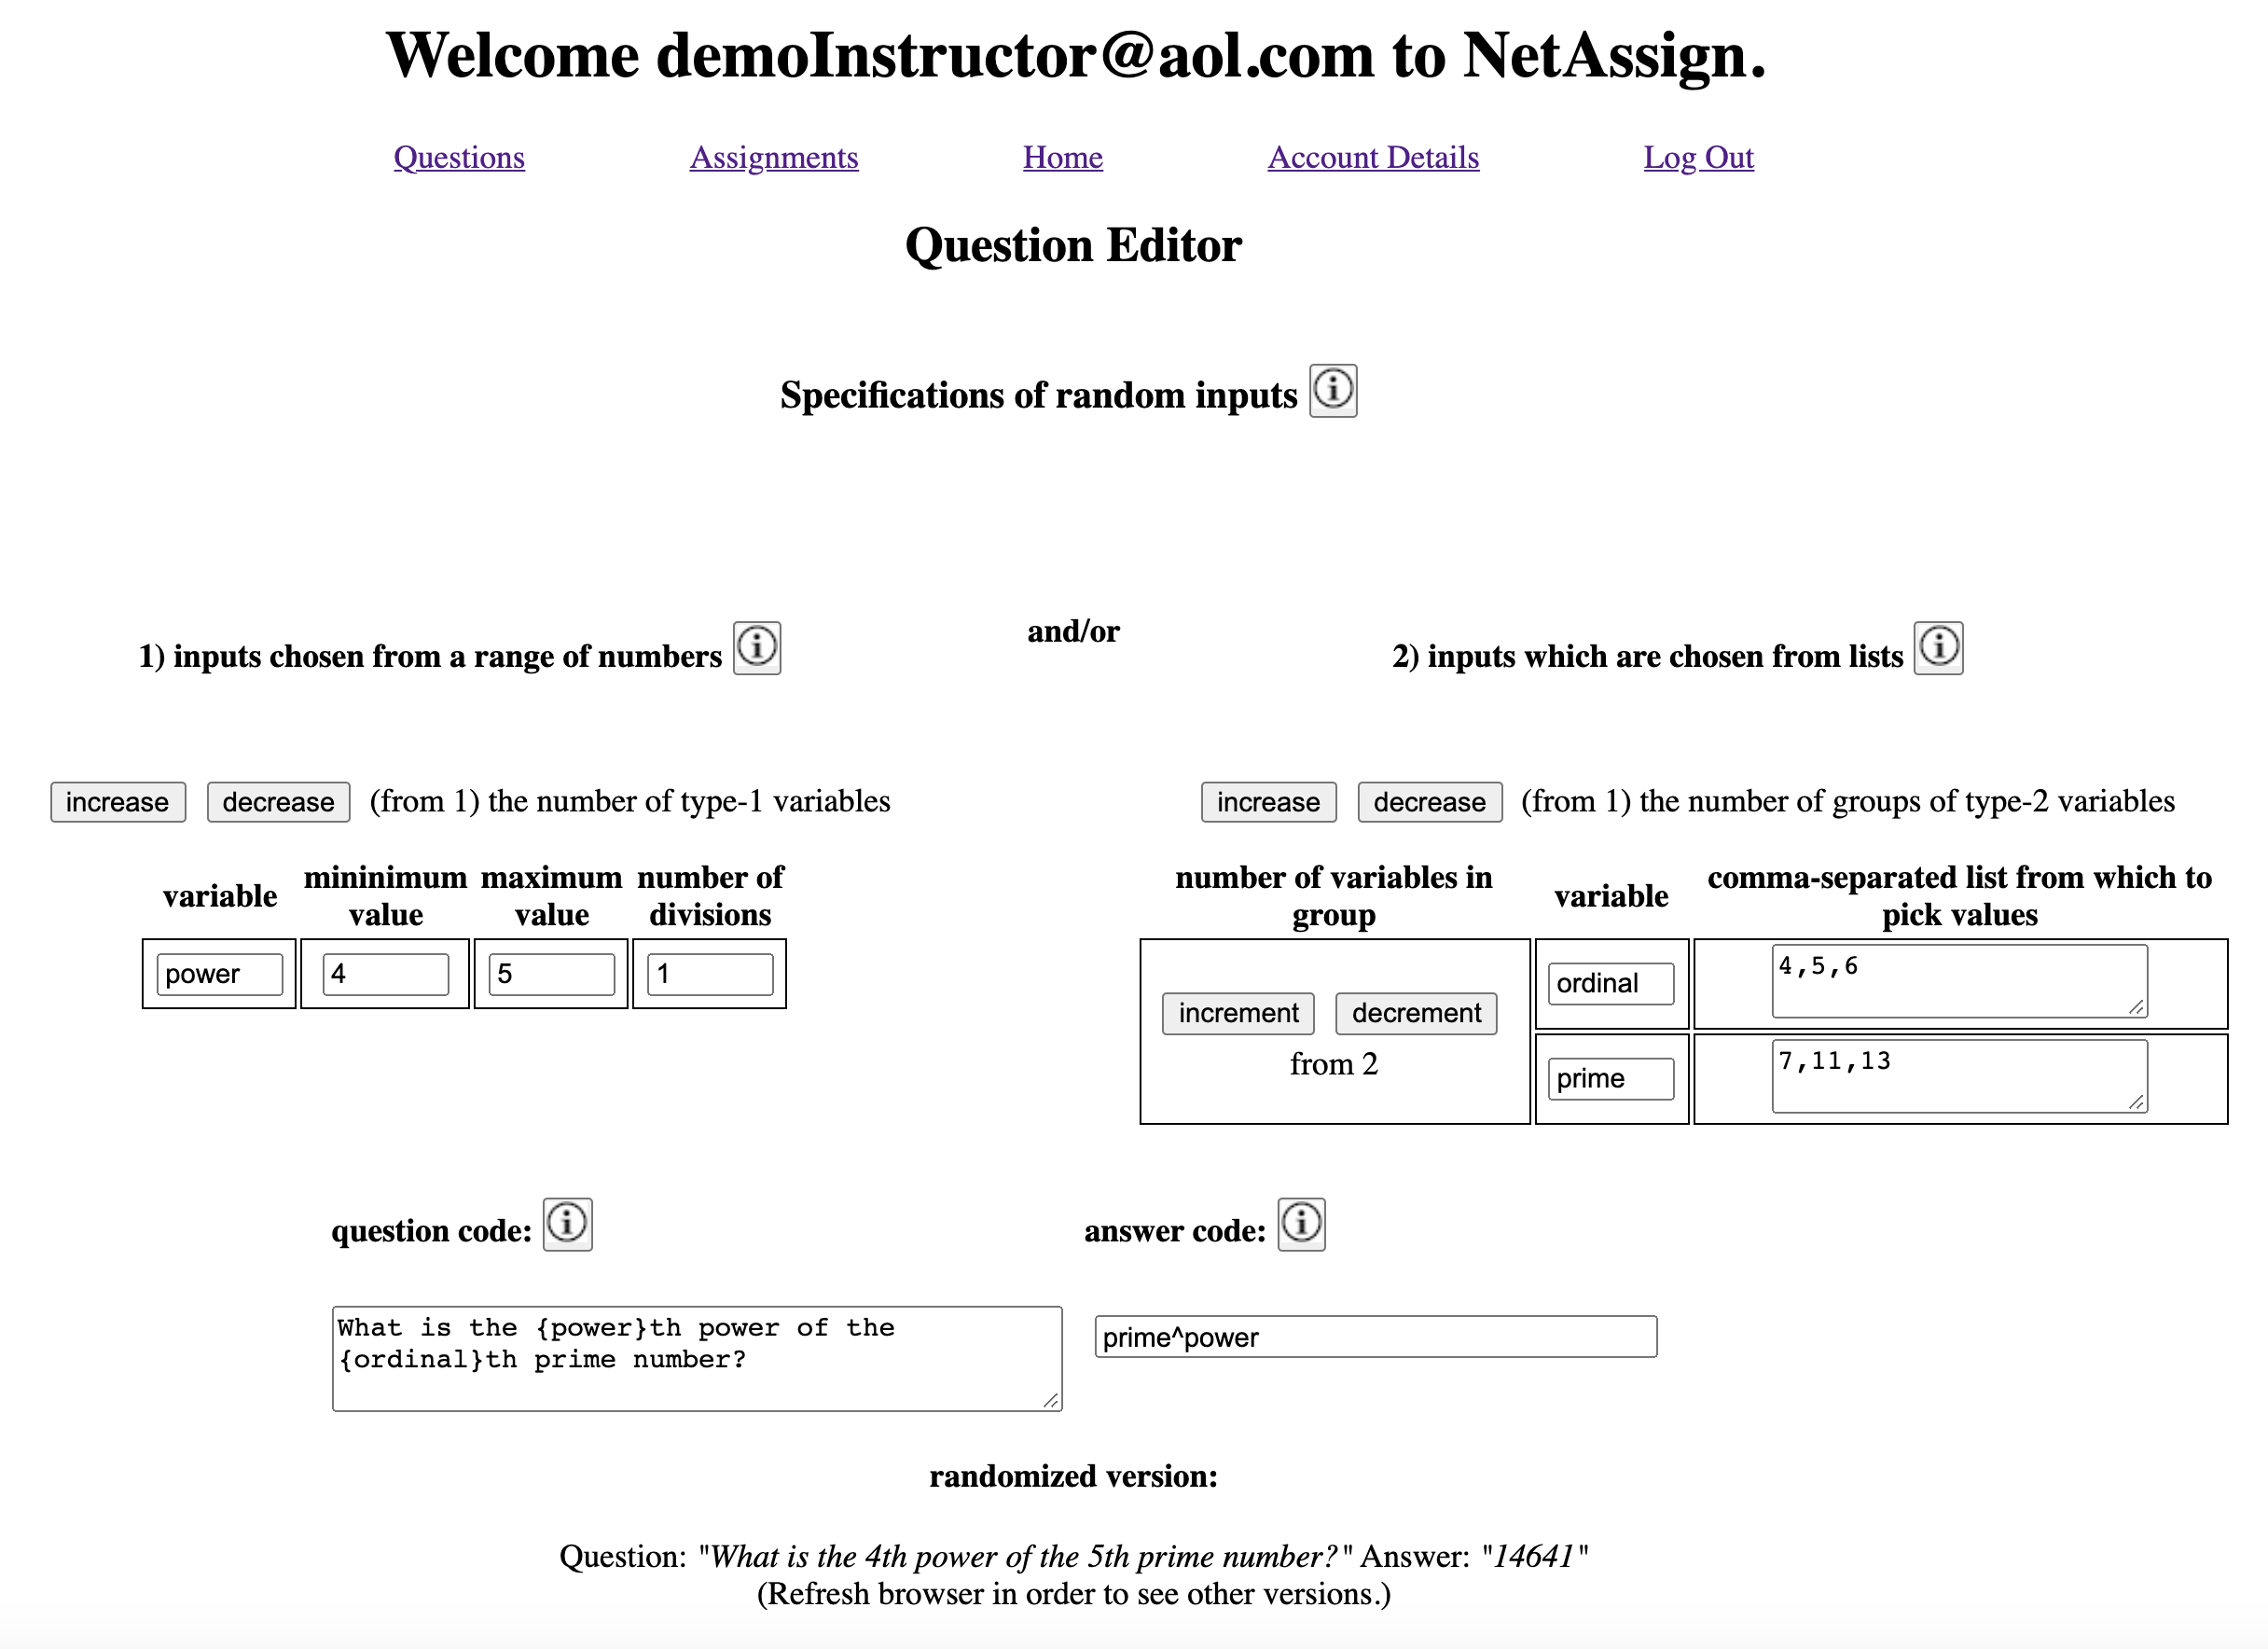 Welcome demoInstructor@aol.com to NetAssign.
Questions Assignments Home Account Details Log Out
Question Editor
Specifications of random inputs
1) inputs chosen from a range of numbers
and/or
2) inputs which are chosen from lists
increase decrease (from 1) the number of type-1 variables
variable mininimum value maximum value number of divisions
power 4 5 1
increase decrease (from 1) the number of groups of type-2 variables
number of variables in group variable comma-separated list from which to pick values
increment decrement
from 2
ordinal 4,5,6
prime 7,11,13
question code:
What is the {power}th power of the
{ordinal}th prime number?
answer code:
prime^power
randomized version:
Question: "What is the 4th power of the 5th prime number?" Answer: "14641"
(Refresh browser in order to see other versions.)